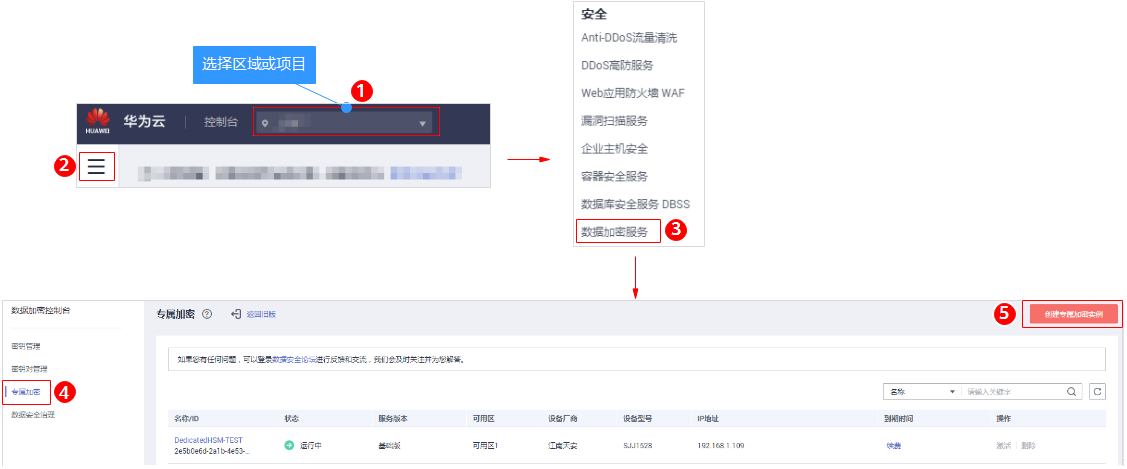 选择区域或项目
1
HUAWEI
华为云
控制台
2
安全
Anti-DDoS流量清洗
DDoS高防服务
Web应用防火墙 WAF
漏洞扫描服务
企业主机安全
容器安全服务
数据库安全服务 DBSS
数据加密服务
3
数据加密控制台
密钥管理
密钥对管理
专属加密
4
数据安全治理
专属加密
返回旧版
5
创建专属加密实例
如果您有任何问题，可以登录数据安全论坛进行反馈和交流，我们会及时关注并为您解答。
名称
请输入关键字
名称/ID 状态 服务版本 可用区 设备厂商 设备型号 IP地址 到期时间 操作
DedicatedHSM-TEST
2e5b0e6d-2a1b-4e53-...
运行中 基础版 可用区1 江南天安 SJJ1528 192.168.1.109 续费 激活 删除